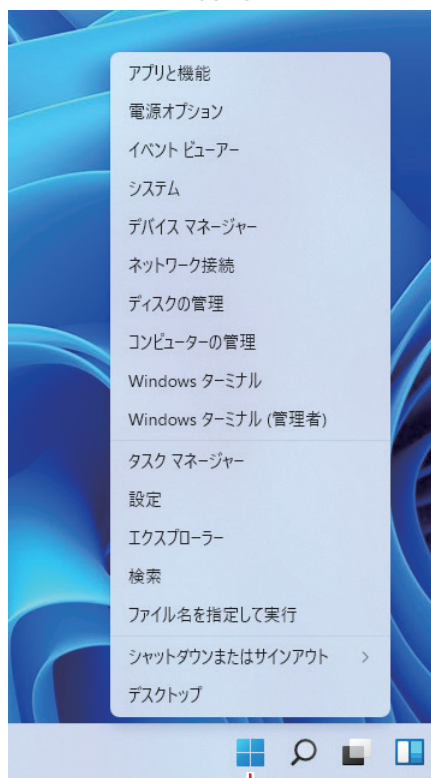 アプリと機能
電源オプション
イベント ビューアー
システム
デバイス マネージャー
ネットワーク接続
ディスクの管理
コンピューターの管理
Windows ターミナル
Windows ターミナル (管理者)
タスク マネージャー
設定
エクスプローラー
検索
ファイル名を指定して実行
シャットダウンまたはサインアウト
デスクトップ